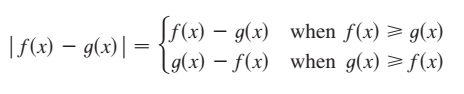 |f(x) − g(x)| = { f(x) − g(x) when f(x) ⩾ g(x)
g(x) − f(x) when g(x) ⩾ f(x)